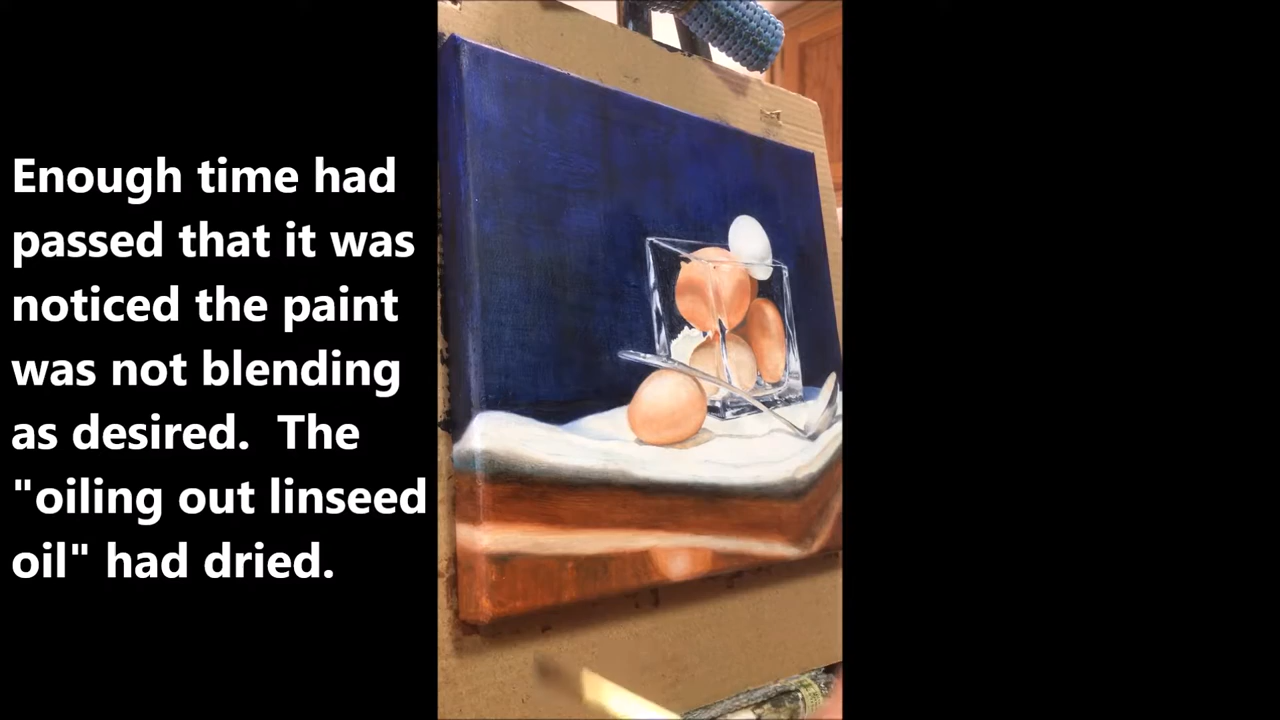 Enough time had
passed that it was
noticed the paint
was not blending
as desired.  The
"oiling out linseed
oil" had dried.